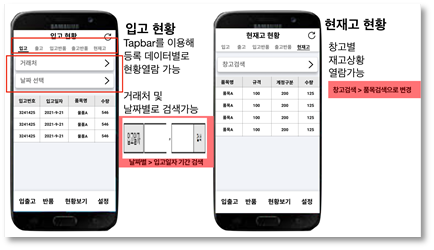 입고 현황
입고 출고 입고반품 출고반품 현재고
거래처
날짜 선택
입고번호 입고일자 품목명 수량
3241425 2021-9-21 물품A 546
3241425 2021-9-21 물품A 546
3241425 2021-9-21 물품A 546
입출고 반품 현황보기 설정
입고 현황
Tapbar를 이용해
등록 데이터별로
현황열람 가능
거래처 및
날짜별로 검색가능
날짜별 > 입고일자 기간 검색
현재고 현황
입고 출고 입고반품 출고반품 현재고
창고검색
품목명 규격 계정구분 수량
품목A 100 200 125
품목A 100 200 125
품목A 100 200 125
품목A 100 200 125
입출고 반품 현황보기 설정
현재고 현황
창고별
재고상황
열람가능
창고검색 > 품목검색으로 변경